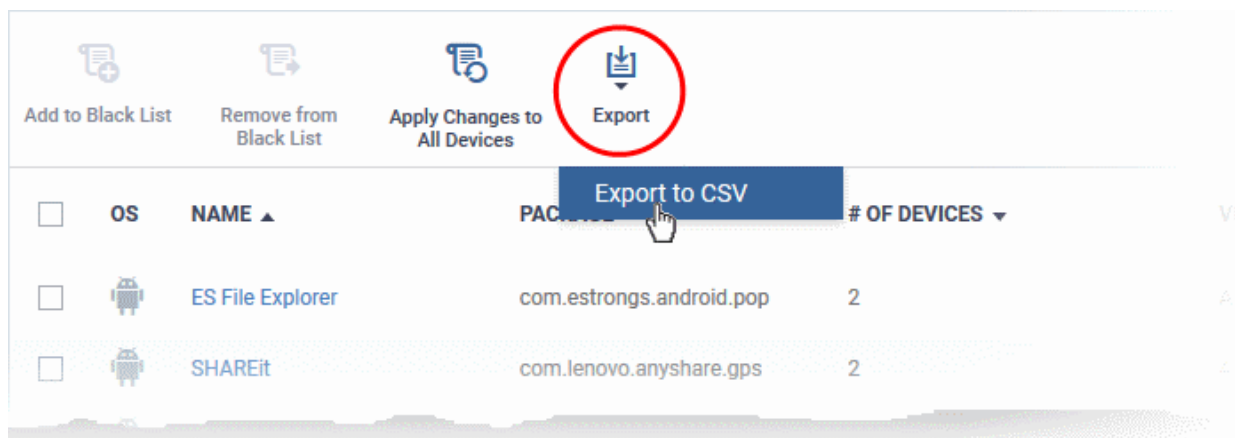 Add to Black List
Remove from
Black List
Apply Changes to
All Devices
Export
Export to CSV
OS NAME # OF DEVICES
ES File Explorer com.estrongs.android.pop 2
SHAREit com.lenovo.anyshare.gps 2